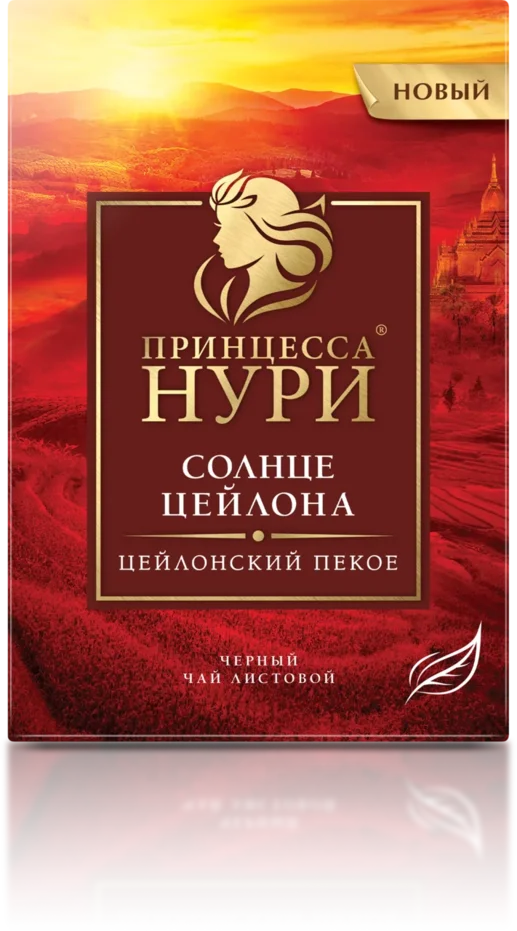 НОВЫЙ
ПРИНЦЕССА®
НУРИ
СОЛНЦЕ
ЦЕЙЛОНА
ЦЕЙЛОНСКИЙ ПЕКОЕ
ЧЕРНЫЙ
ЧАЙ ЛИСТОВОЙ